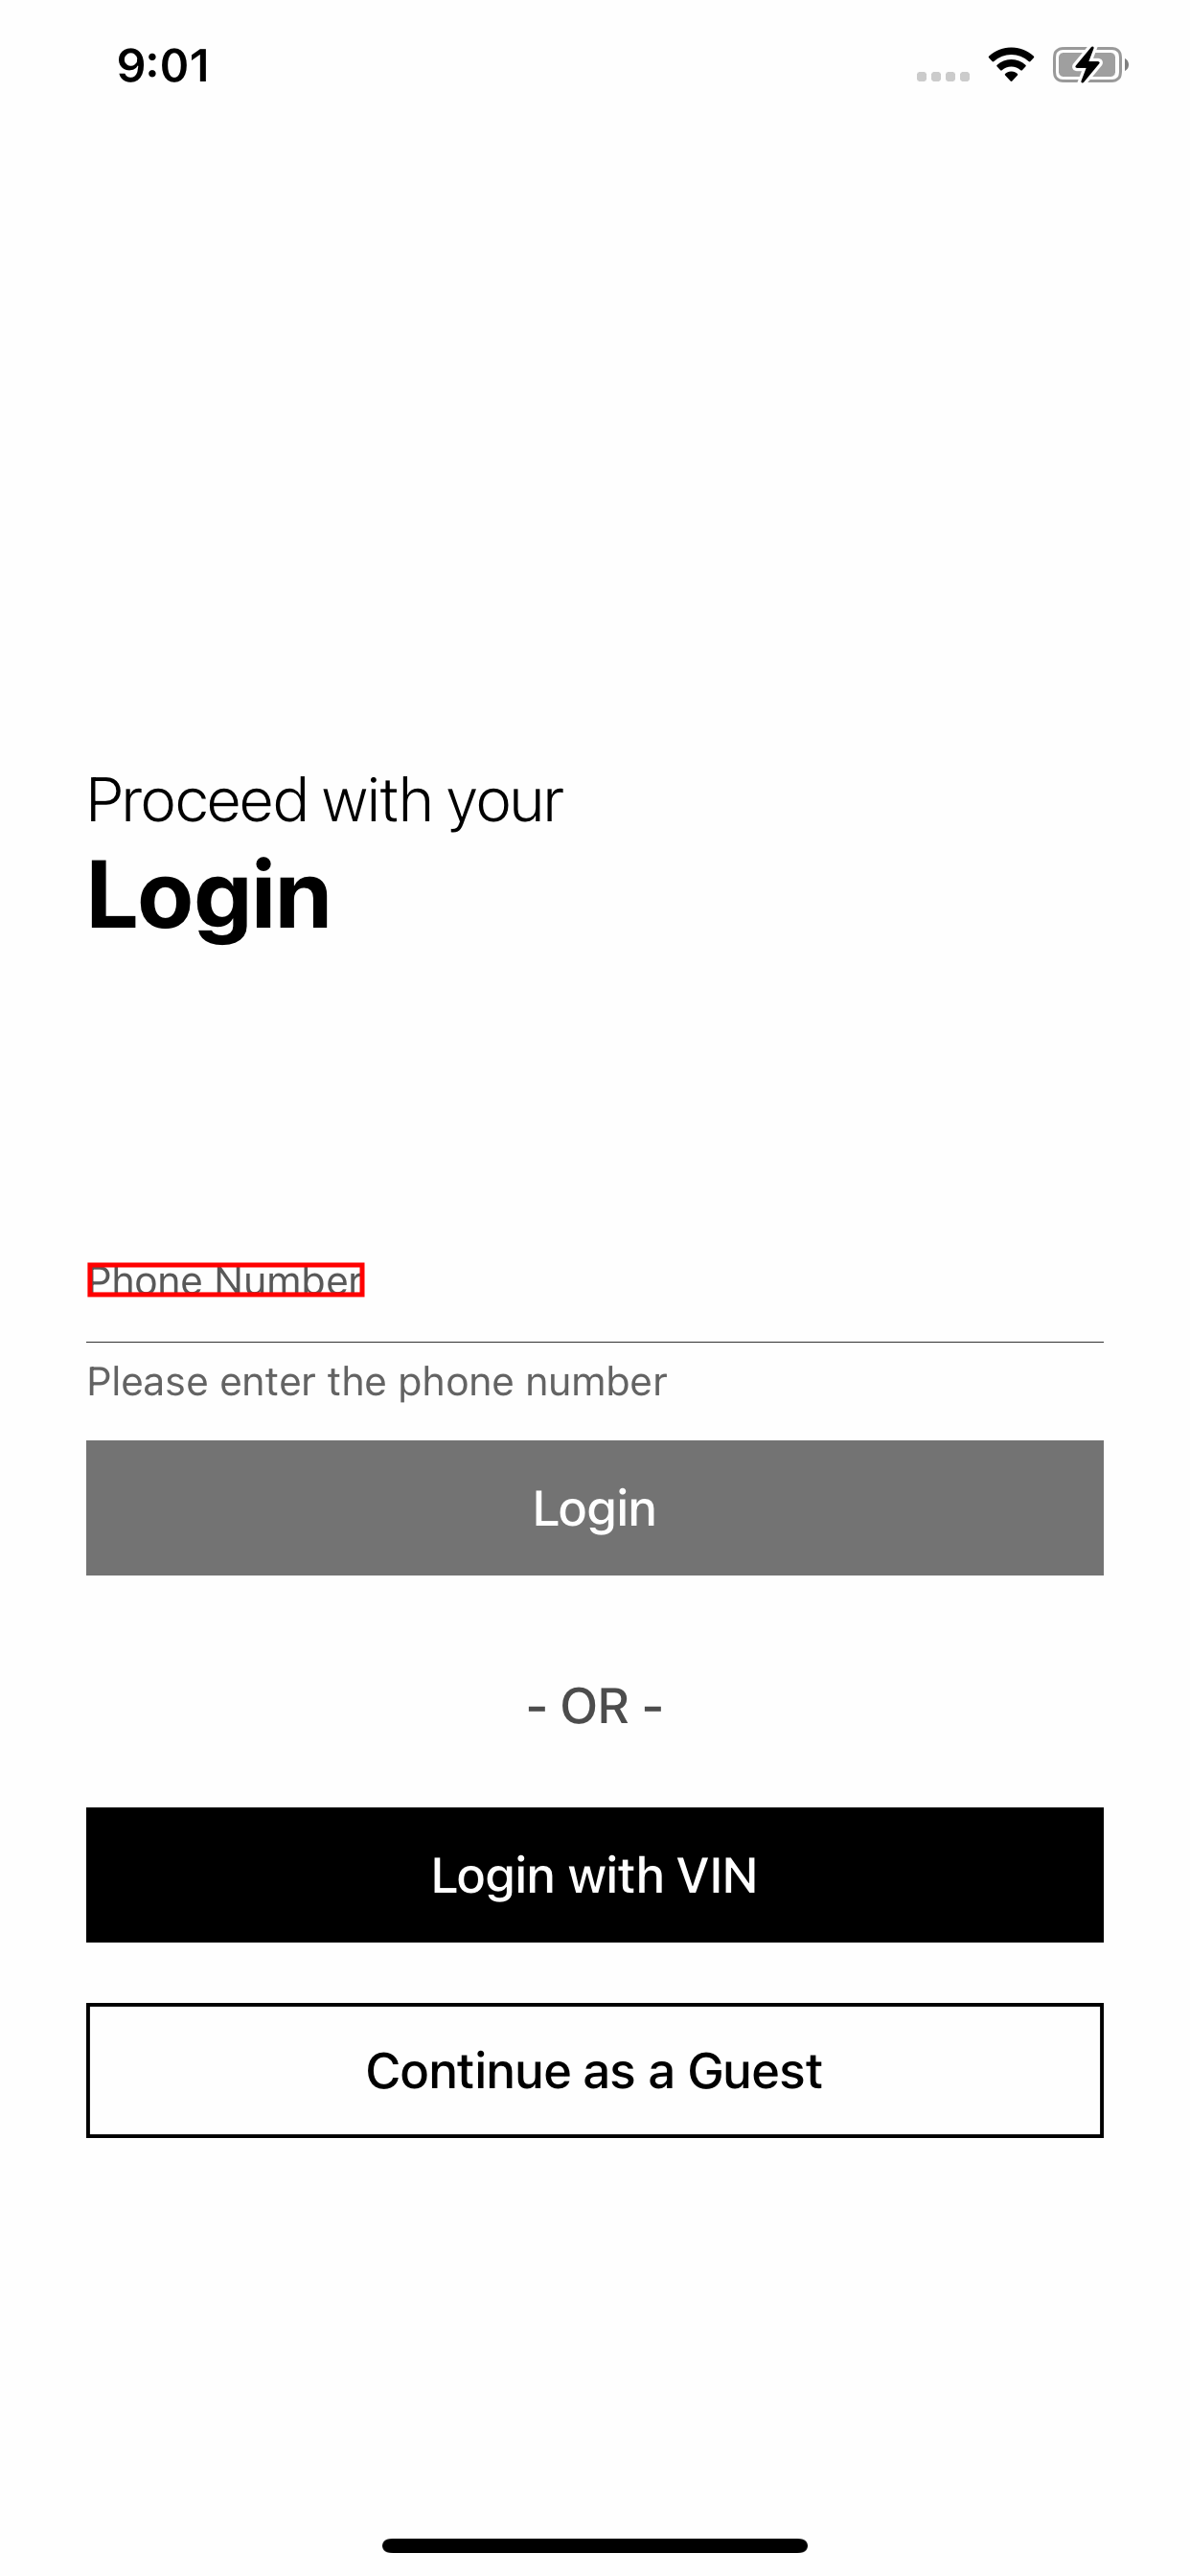 9:01
Proceed with your
Login
Phone Number
Please enter the phone number
Login
- OR -
Login with VIN
Continue as a Guest